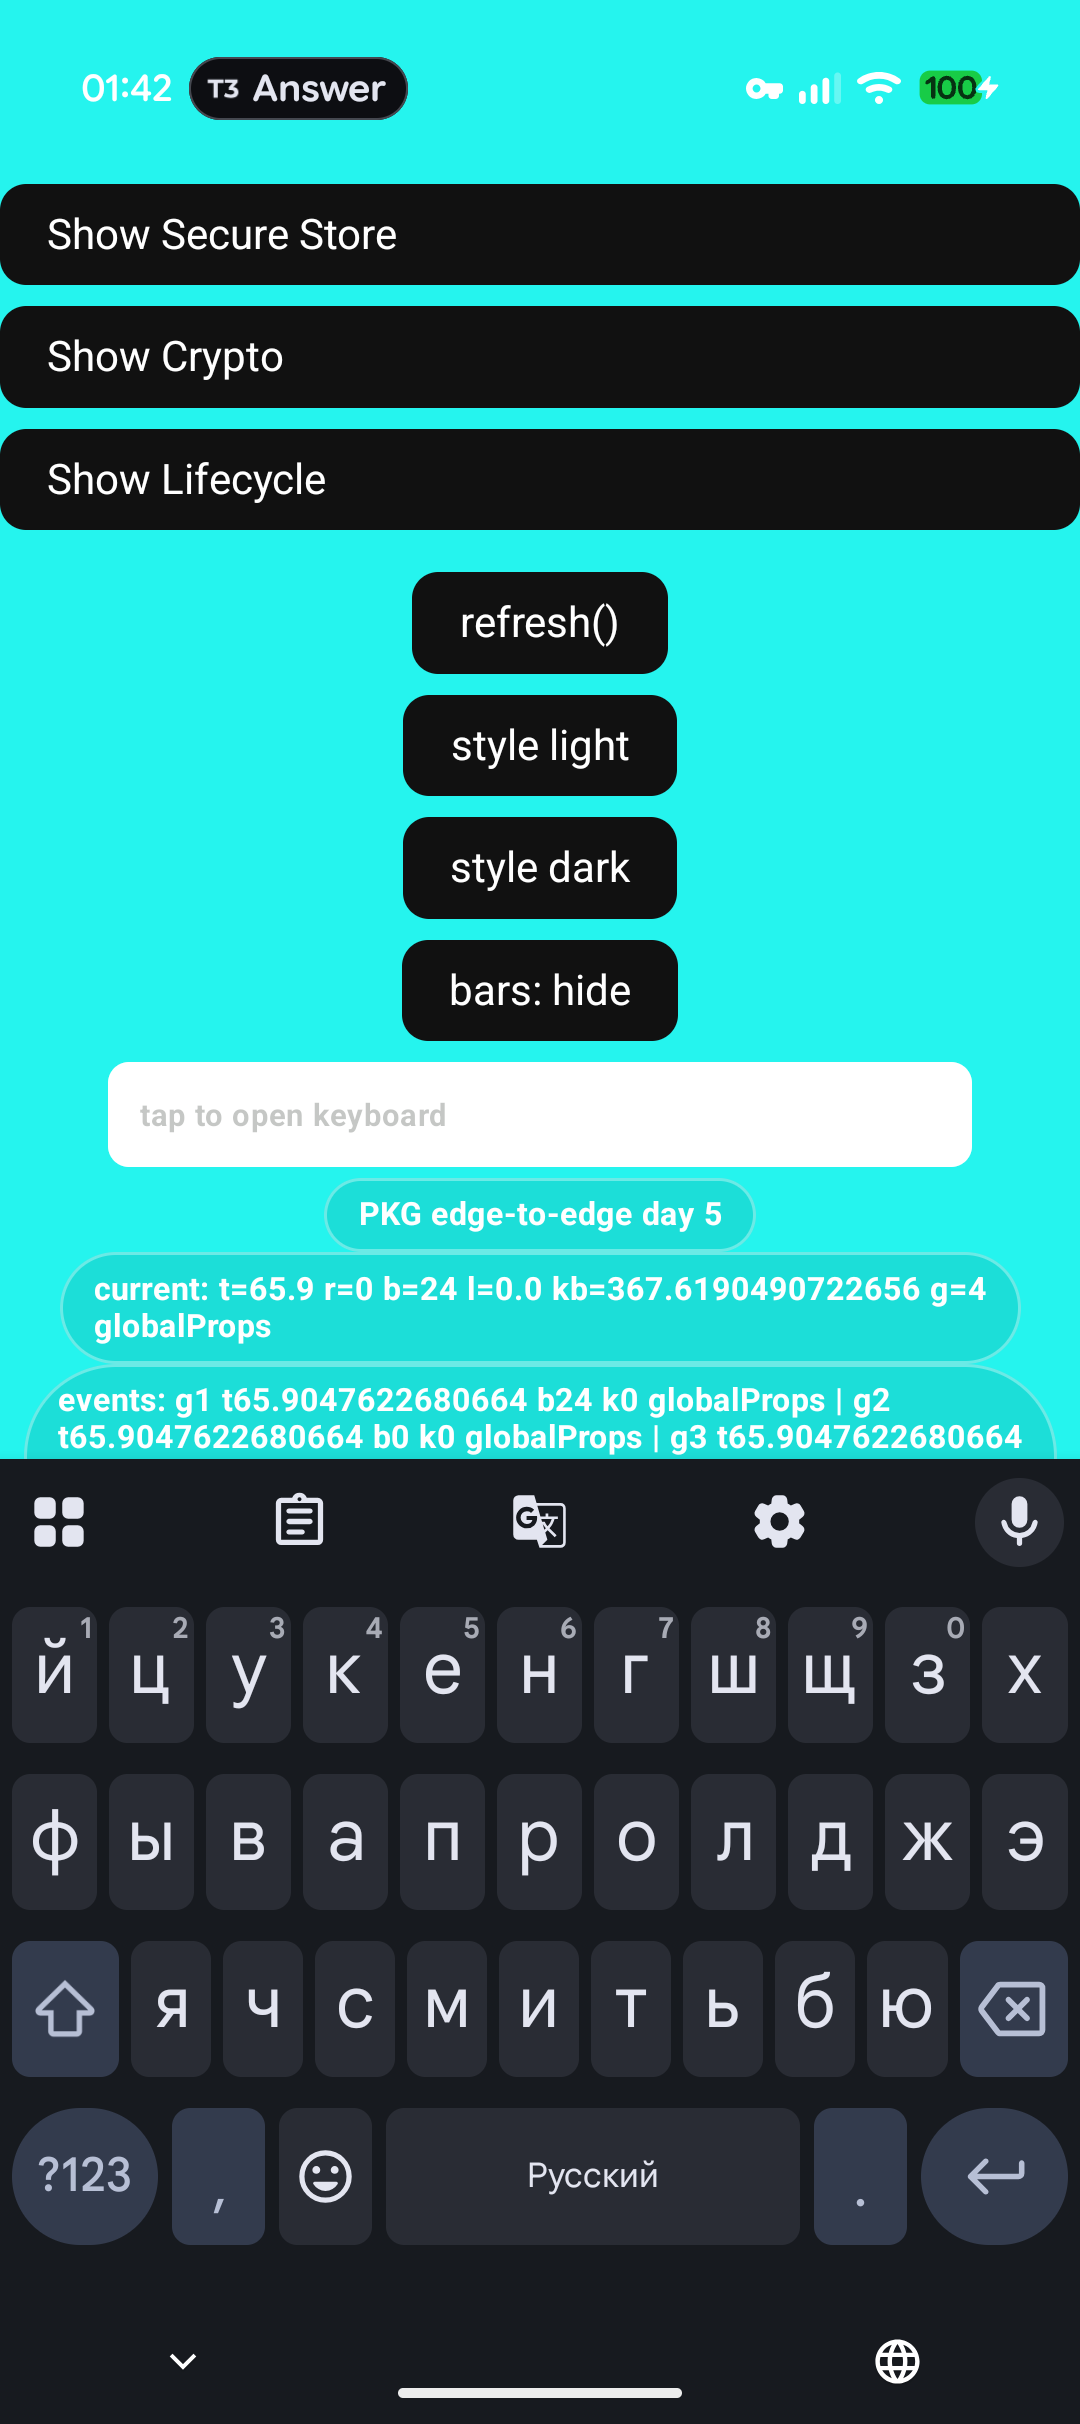 01:42 T3 Answer 100
Show Secure Store
Show Crypto
Show Lifecycle
refresh()
style light
style dark
bars: hide
tap to open keyboard
PKG edge-to-edge day 5
current: t=65.9 r=0 b=24 l=0.0 kb=367.6190490722656 g=4
globalProps
events: g1 t65.9047622680664 b24 k0 globalProps | g2
t65.9047622680664 b0 k0 globalProps | g3 t65.9047622680664
G 文
1 2 3 4 5 6 7 8 9 0
й ц у к е н г ш щ з х
ф ы в а п р о л д ж э
я ч с м и т ь б ю
?123 , Русский .